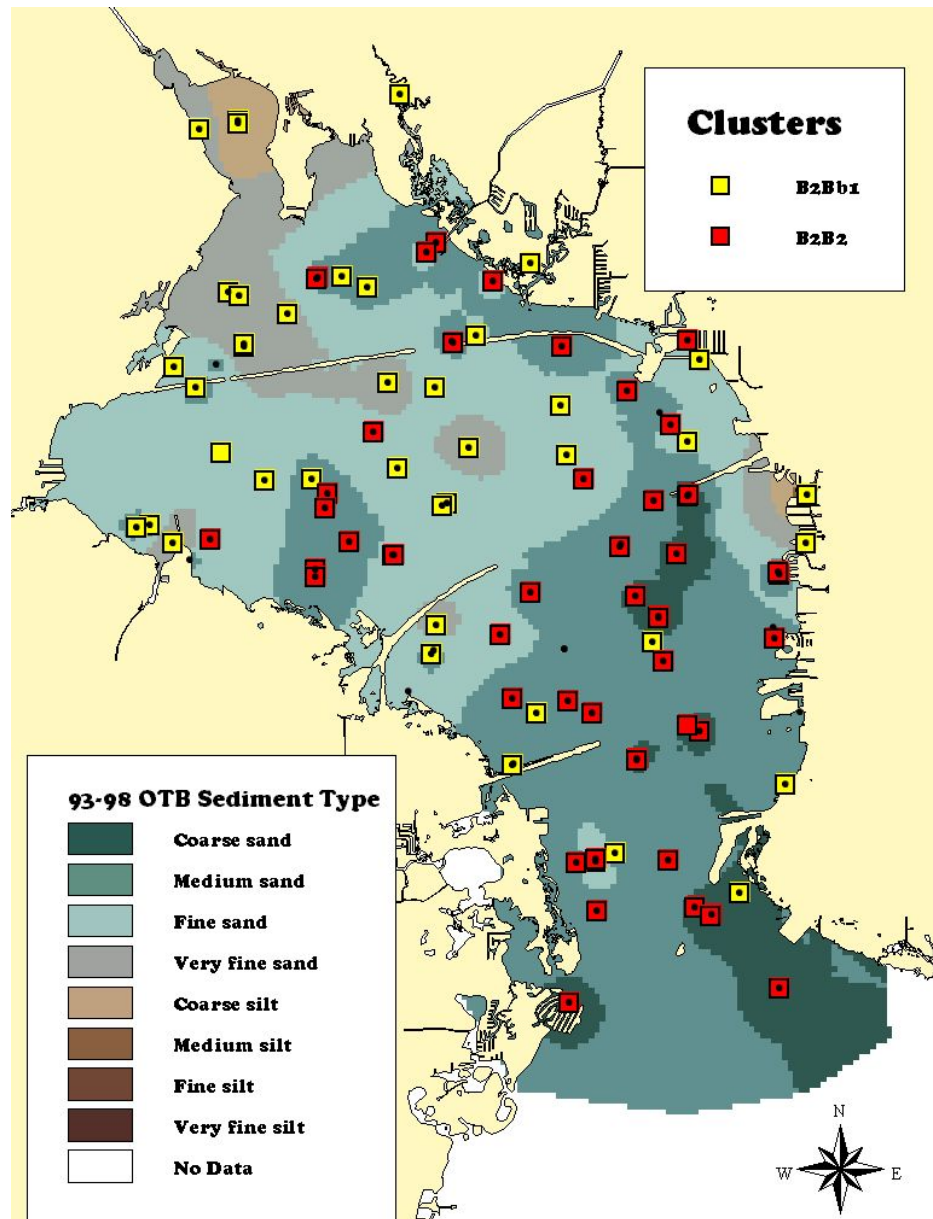 Clusters
B2Bb1
B2B2
93-98 OTB Sediment Type
Coarse sand
Medium sand
Fine sand
Very fine sand
Coarse silt
Medium silt
Fine silt
Very fine silt
No Data
N
W E
S